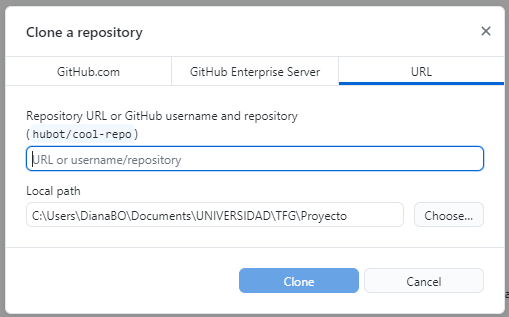 Clone a repository
GitHub.com
GitHub Enterprise Server
URL
Repository URL or GitHub username and repository
(hubot/cool-repo)
URL or username/repository
Local path
C:\Users\DianaBO\Documents\UNIVERSIDAD\TFG\Proyecto
Choose...
Clone
Cancel